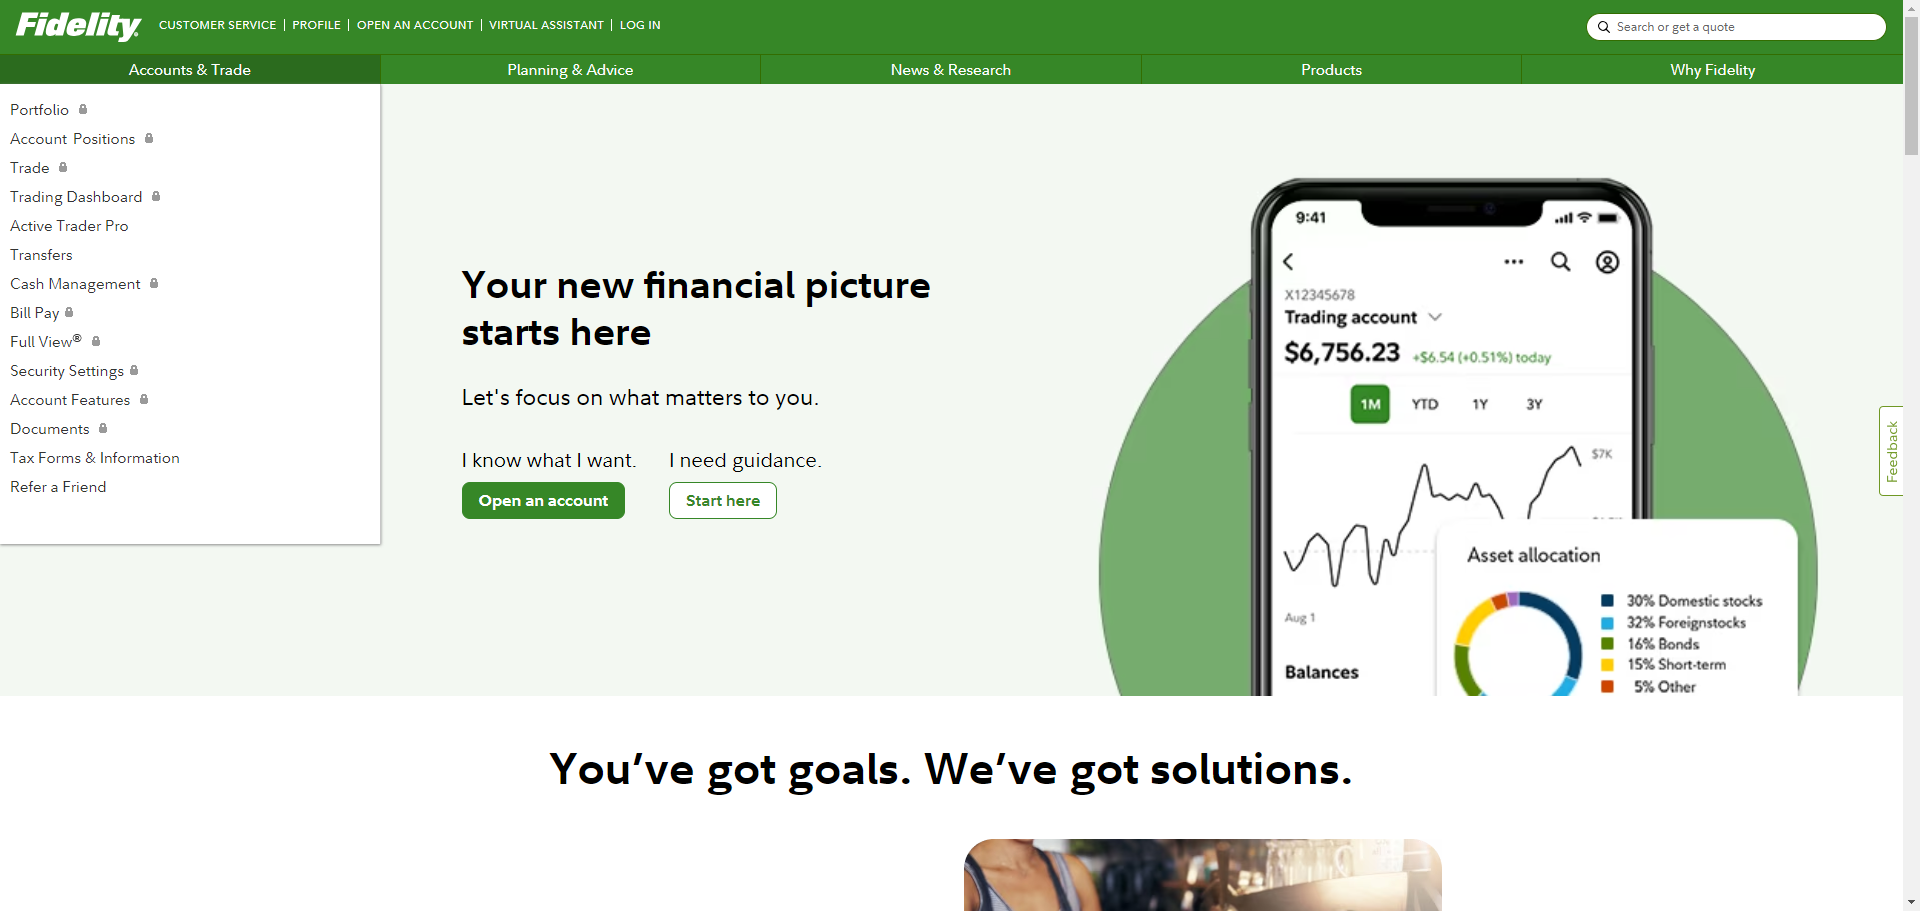 Fidelity
CUSTOMER SERVICE | PROFILE | OPEN AN ACCOUNT | VIRTUAL ASSISTANT | LOG IN
Search or get a quote
Accounts & Trade
Planning & Advice
News & Research
Products
Why Fidelity
Portfolio
Account Positions
Trade
Trading Dashboard
Active Trader Pro
Transfers
Cash Management
Bill Pay
Full View®
Security Settings
Account Features
Documents
Tax Forms & Information
Refer a Friend
Your new financial picture
starts here
Let's focus on what matters to you.
I know what I want.
Open an account
I need guidance.
Start here
9:41
X12345678
Trading account
$6,756.23 +$6.54 (+0.51%) today
1M YTD 1Y 3Y
$7K
Aug 1
Balances
Asset allocation
30% Domestic stocks
32% Foreignstocks
16% Bonds
15% Short-term
5% Other
Feedback
You’ve got goals. We’ve got solutions.